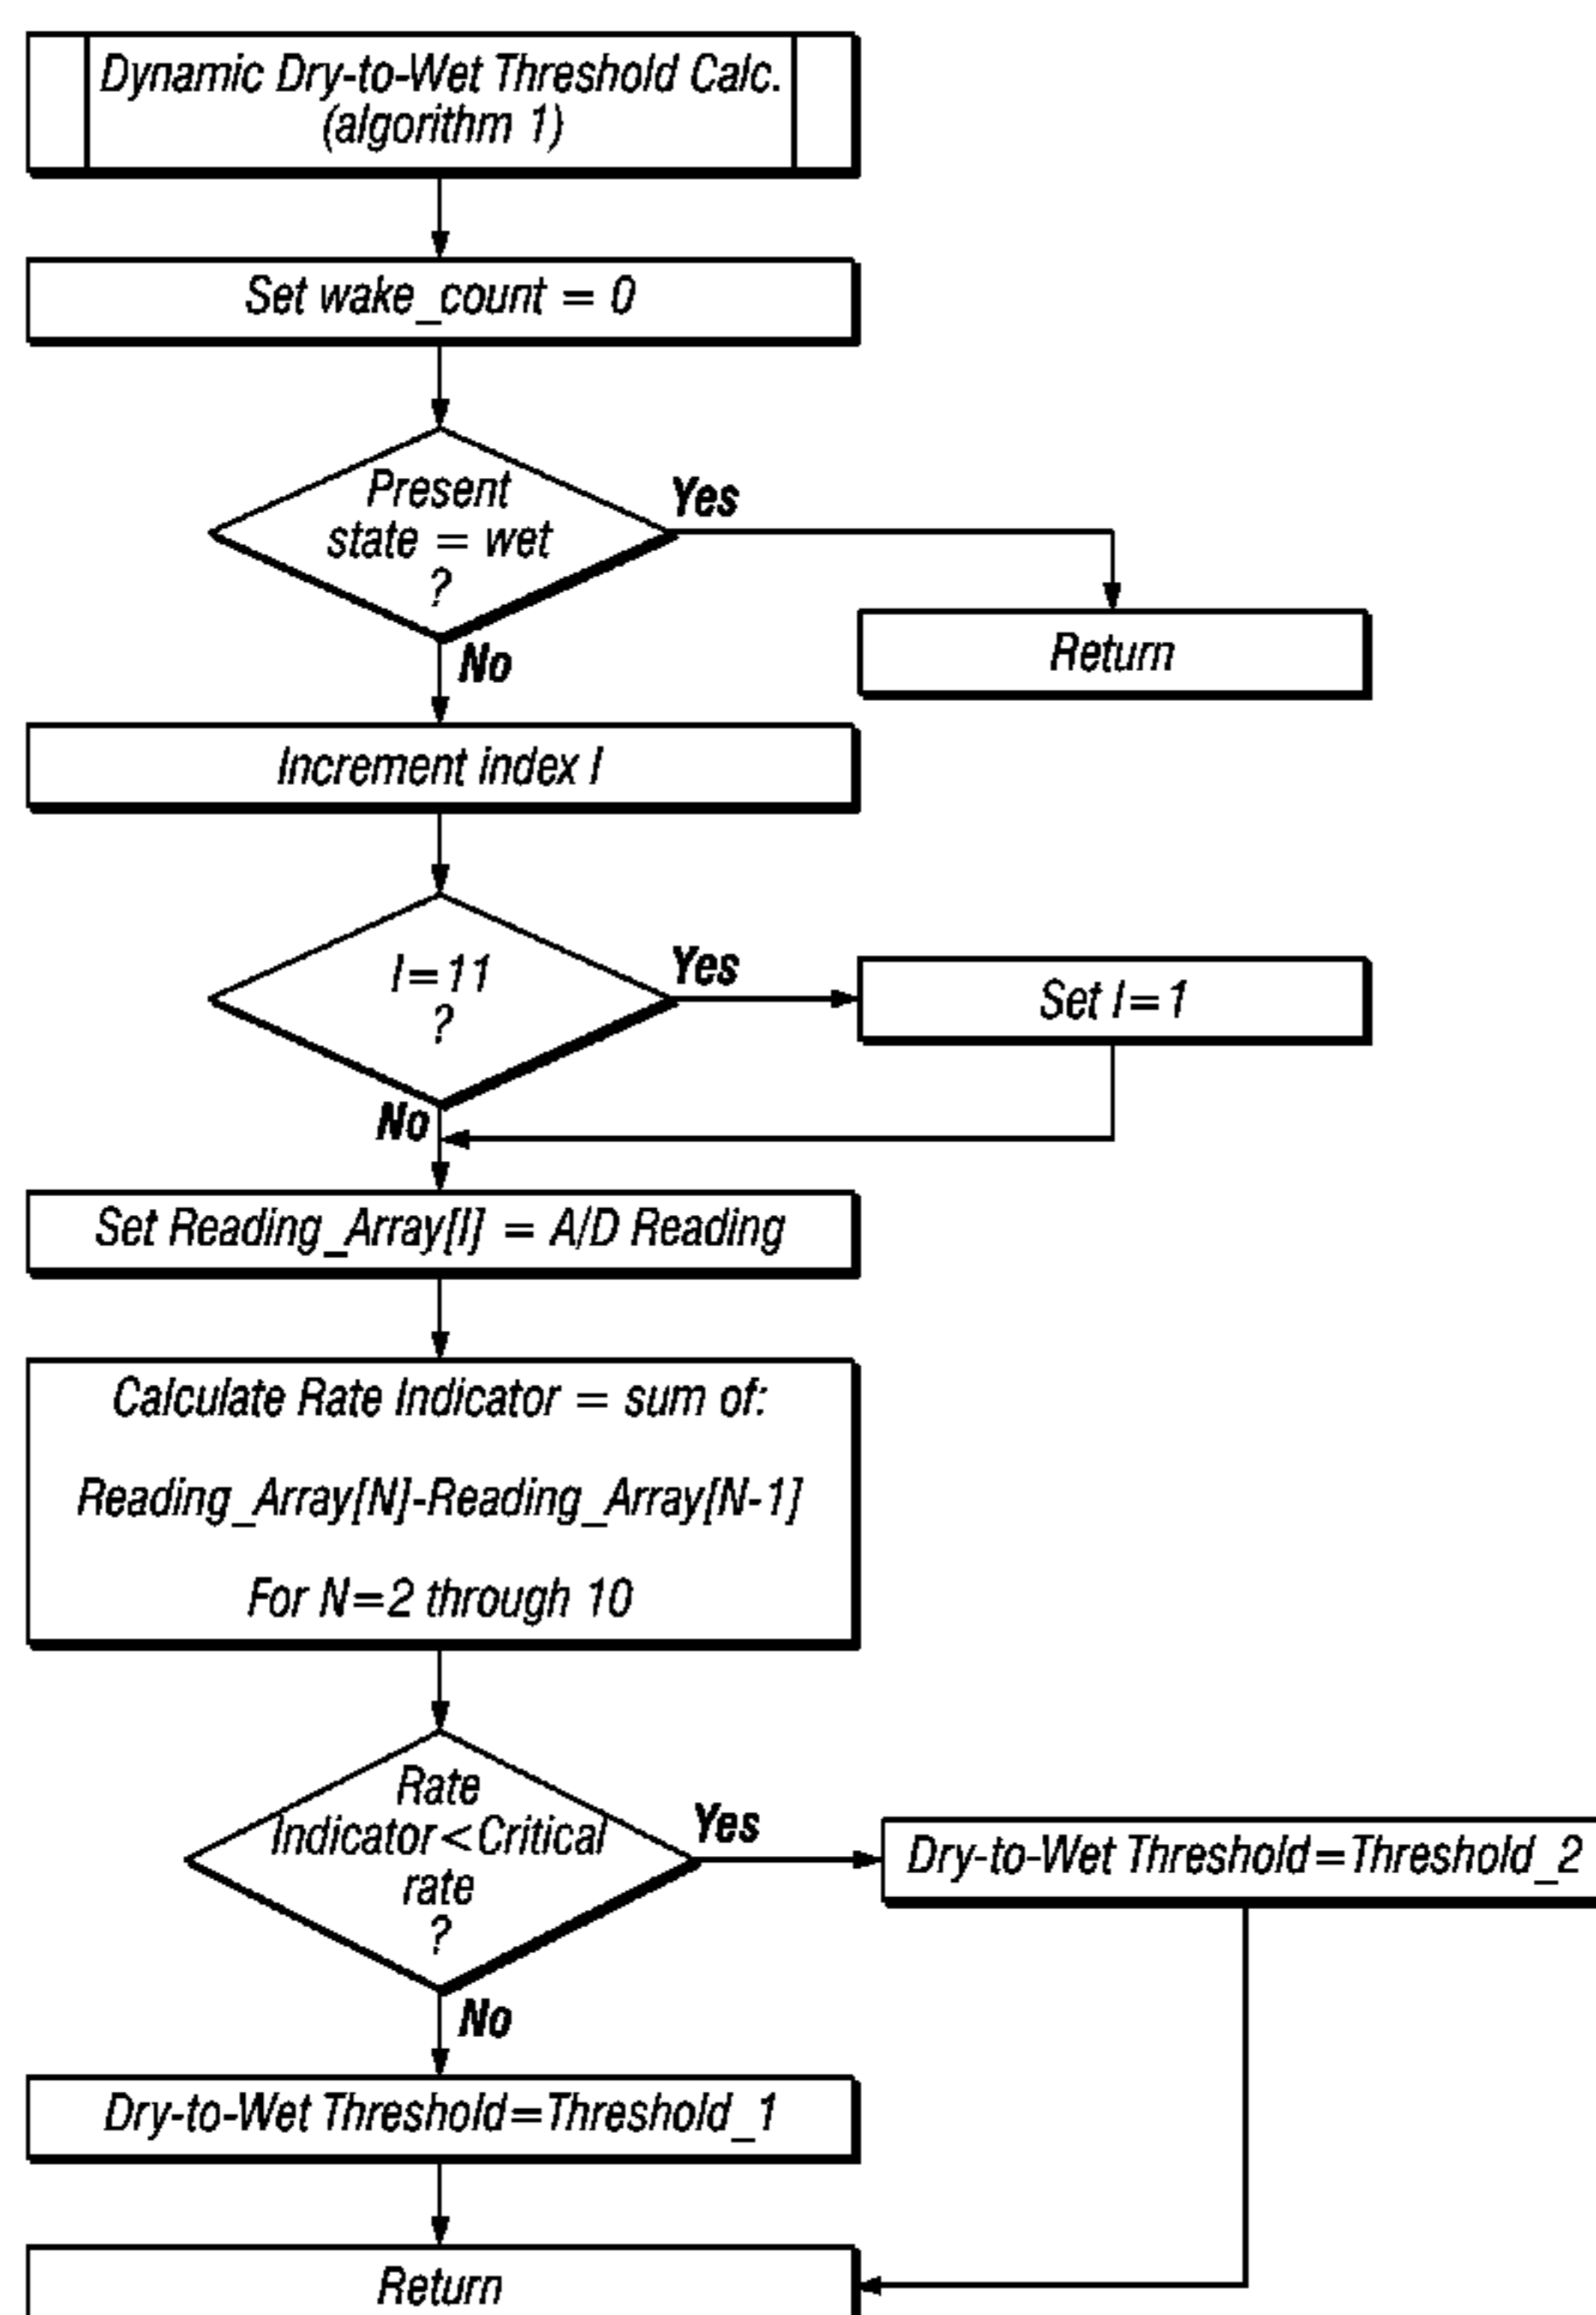 Dynamic Dry-to-Wet Threshold Calc.
(algorithm 1)
Set wake_count = 0
Present
state = wet
?
Yes
Return
No
Increment index I
I=11
?
Yes
Set I=1
No
Set Reading_Array[I] = A/D Reading
Calculate Rate Indicator = sum of:
Reading_Array[N]-Reading_Array[N-1]
For N=2 through 10
Rate
Indicator<Critical
rate
?
Yes
Dry-to-Wet Threshold=Threshold_2
No
Dry-to-Wet Threshold=Threshold_1
Return